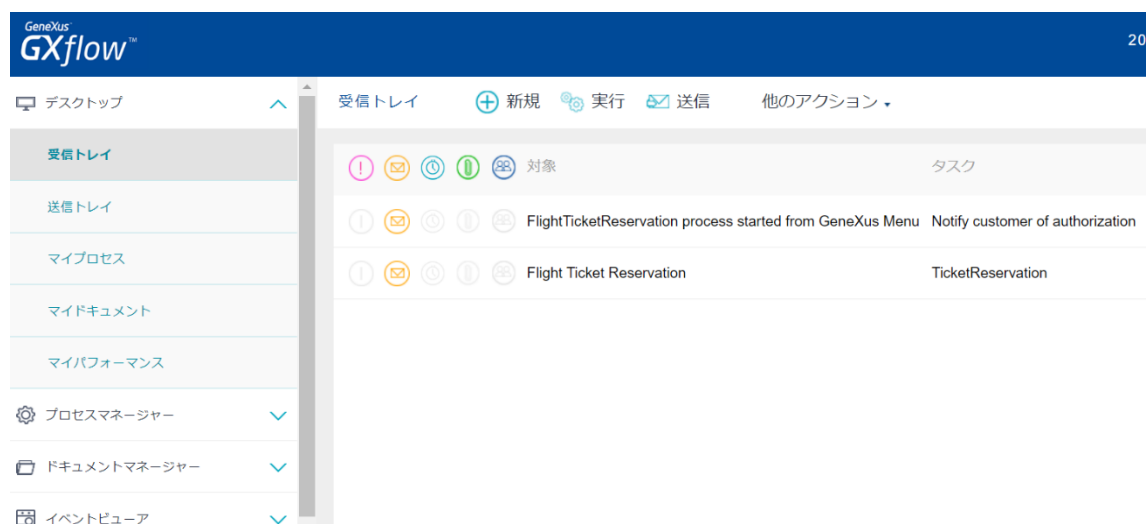 GeneXus
GXflow™
20
デスクトップ
受信トレイ
送信トレイ
マイプロセス
マイドキュメント
マイパフォーマンス
プロセスマネージャー
ドキュメントマネージャー
イベントビューア
受信トレイ 新規 実行 送信 他のアクション
対象 タスク
FlightTicketReservation process started from GeneXus Menu Notify customer of authorization
Flight Ticket Reservation TicketReservation